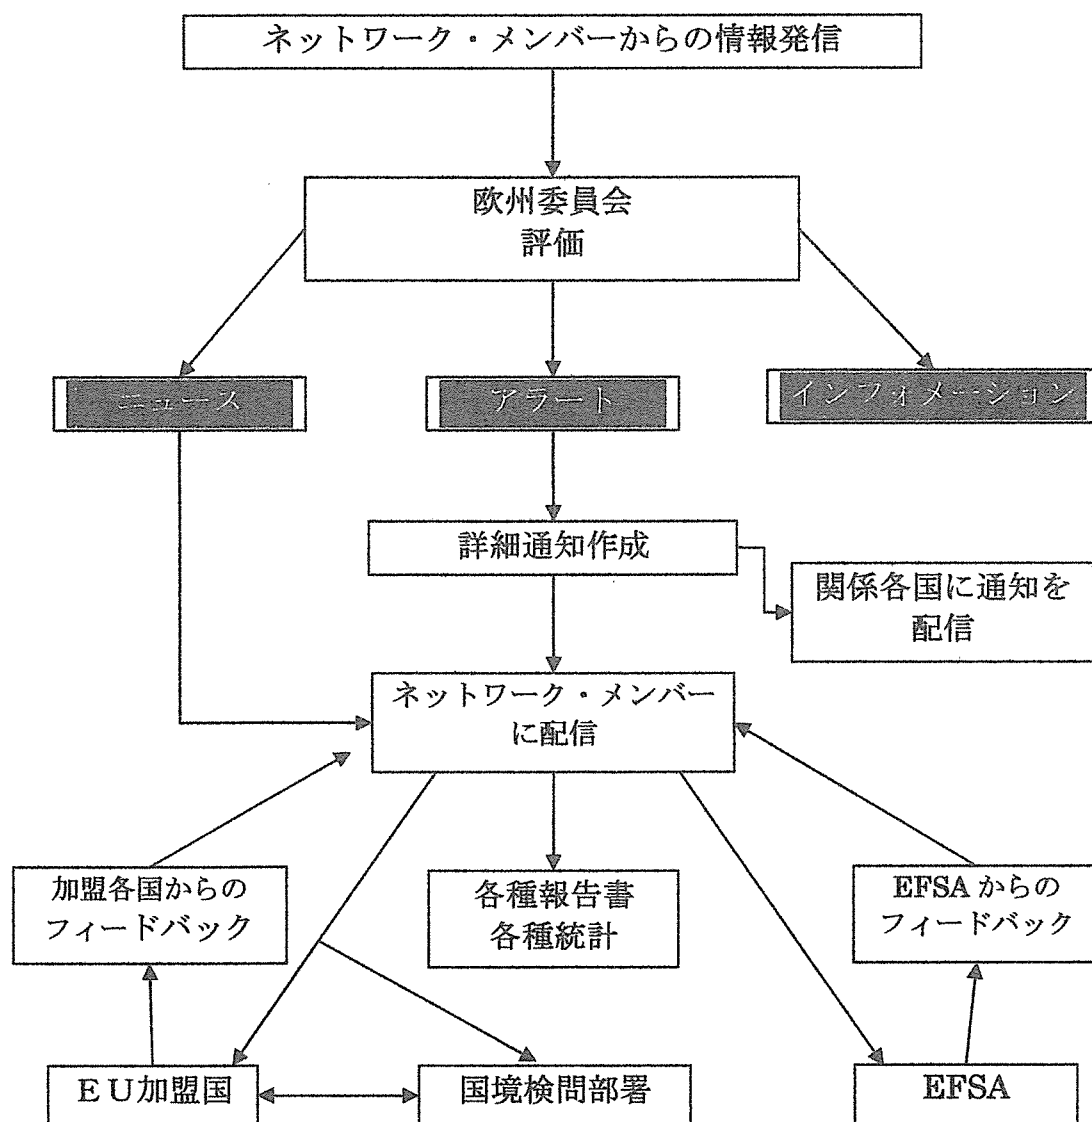 ネットワーク・メンバーからの情報発信
欧州委員会
評価
ニュース
アラート
インフォメーション
詳細通知作成
関係各国に通知を
配信
ネットワーク・メンバー
に配信
加盟各国からの
フィードバック
各種報告書
各種統計
EFSAからの
フィードバック
EU加盟国
国境検問部署
EFSA